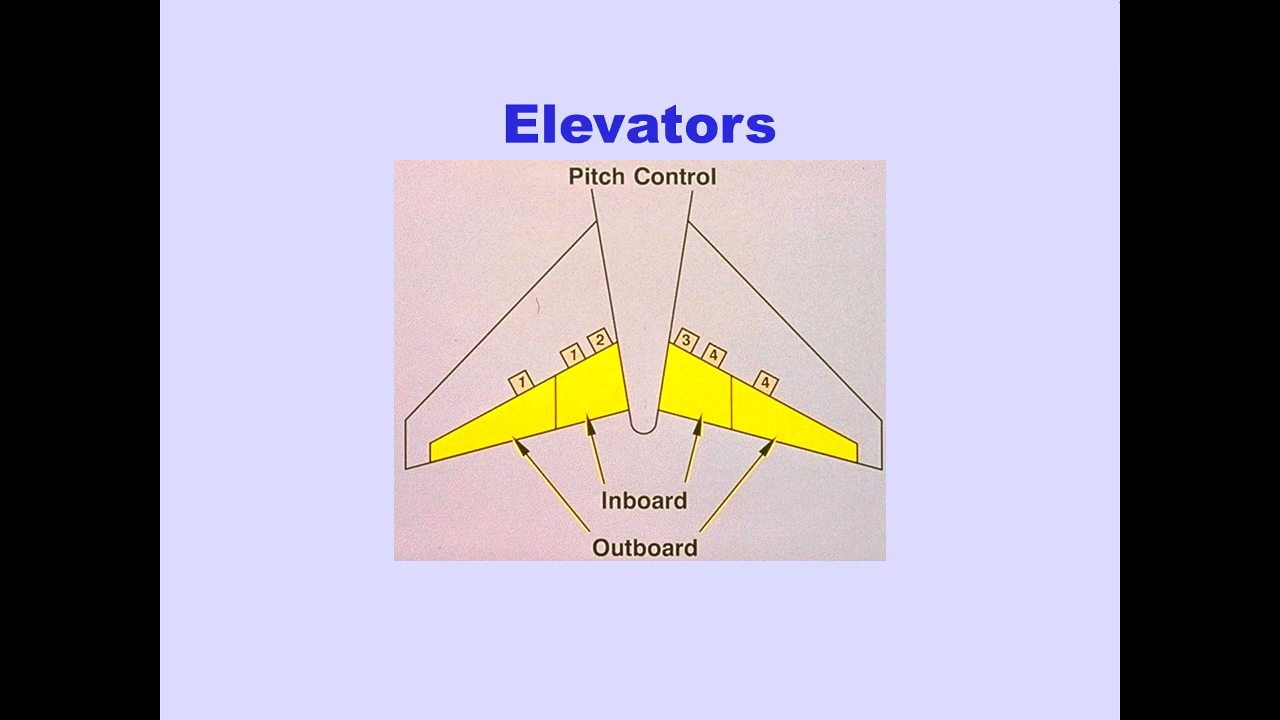 Elevators
Pitch Control
1 1 2 3 4 4
Inboard
Outboard